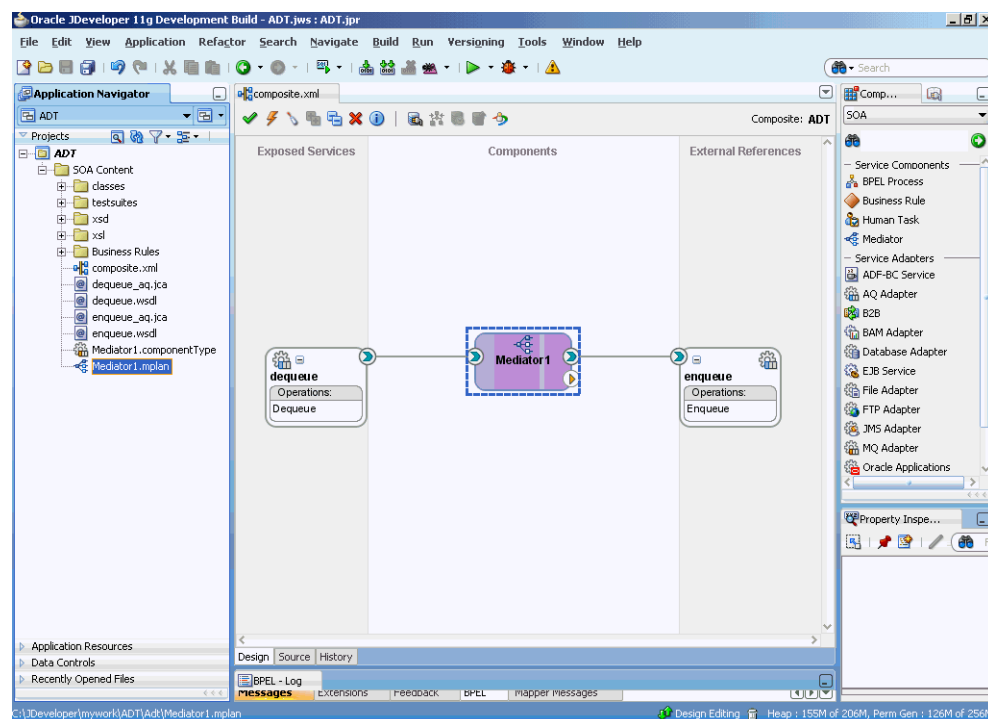 Oracle JDeveloper 11g Development Build - ADT.jws : ADT.jpr
File Edit View Application Refactor Search Navigate Build Run Versioning Tools Window Help
Search
Application Navigator
ADT
Projects
ADT
SOA Content
classes
testsuites
xsd
xsl
Business Rules
composite.xml
dequeue_aq.jca
dequeue.wsdl
enqueue_aq.jca
enqueue.wsdl
Mediator1.componentType
Mediator1.mplan
Application Resources
Data Controls
Recently Opened Files
composite.xml
Composite: ADT
Exposed Services
Components
External References
dequeue
Operations:
Dequeue
Mediator1
enqueue
Operations:
Enqueue
Design Source History
BPEL - Log
Messages Extensions Feedback BPEL Mapper Messages
Comp...
SOA
Service Components
BPEL Process
Business Rule
Human Task
Mediator
Service Adapters
ADF-BC Service
AQ Adapter
B2B
BAM Adapter
Database Adapter
EJB Service
File Adapter
FTP Adapter
JMS Adapter
MQ Adapter
Oracle Applications
Property Inspe...
C:\JDeveloper\mywork\ADT\Adt\Mediator1.mplan
Design Editing Heap : 155M of 206M, Perm Gen : 126M of 256M